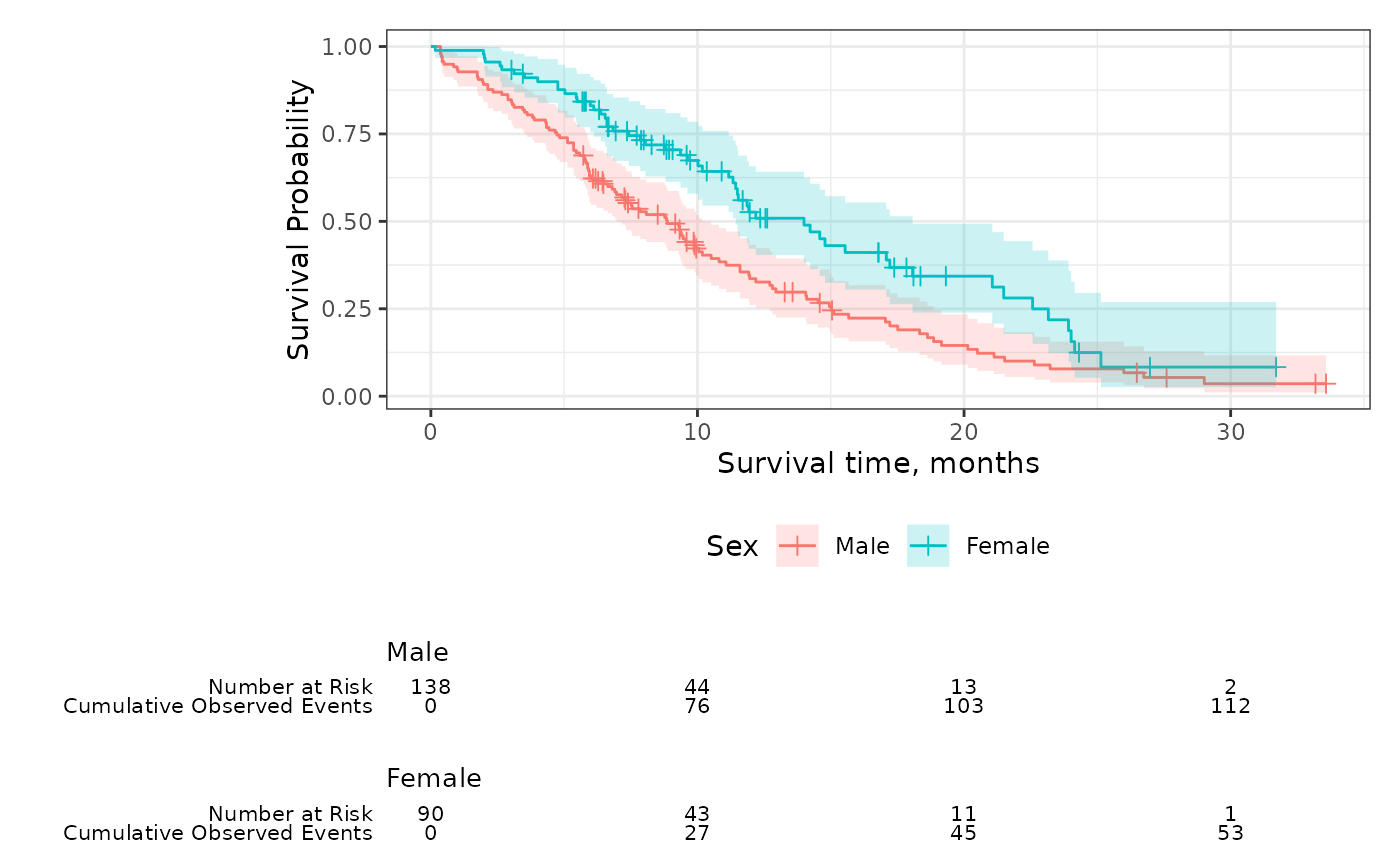 Survival Probability
1.00
0.75
0.50
0.25
0.00
0 10 20 30
Survival time, months
Sex Male Female
Male
Number at Risk 138 44 13 2
Cumulative Observed Events 0 76 103 112
Female
Number at Risk 90 43 11 1
Cumulative Observed Events 0 27 45 53